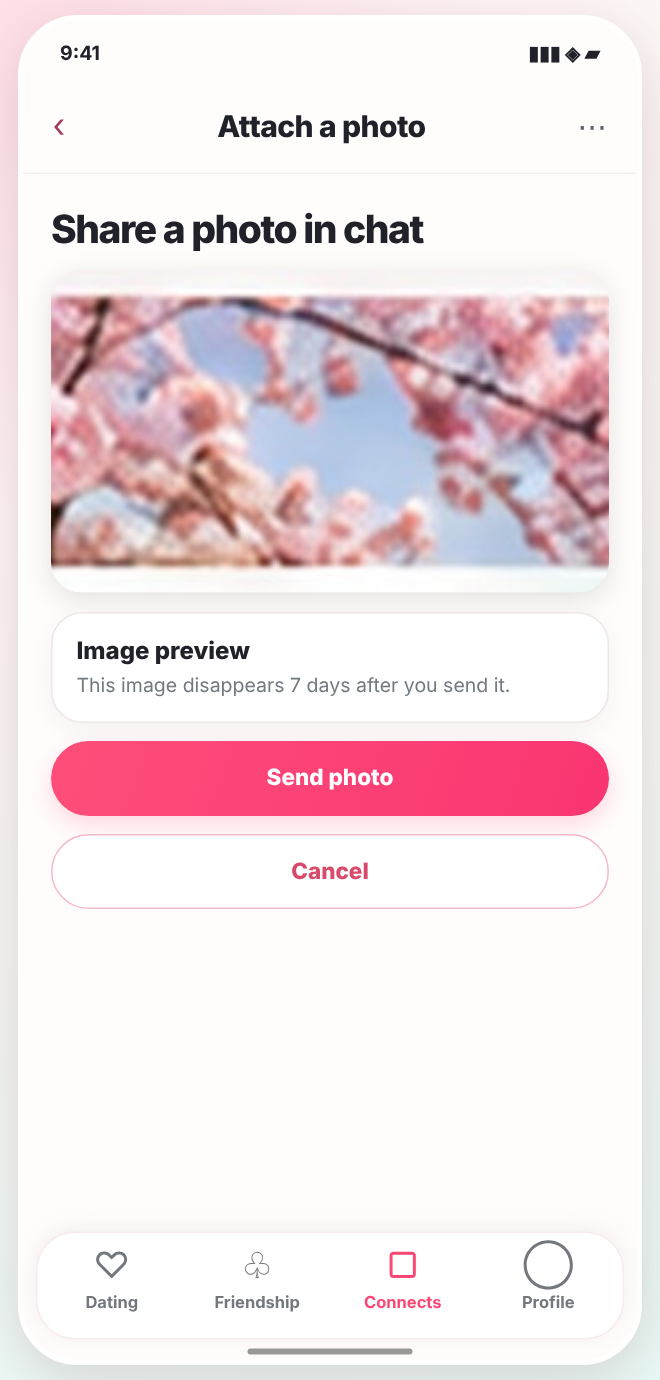 9:41
Attach a photo
Share a photo in chat
Image preview
This image disappears 7 days after you send it.
Send photo
Cancel
Dating
Friendship
Connects
Profile